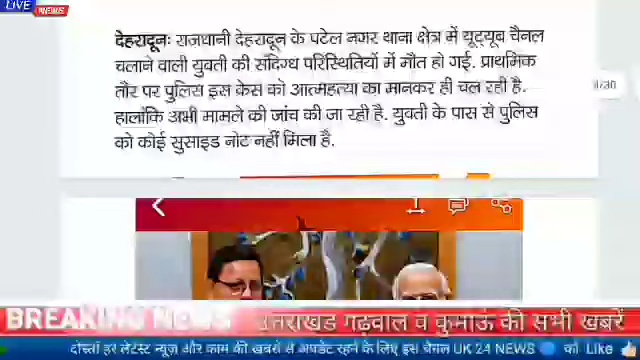 LIVE
NEWS
देहरादूनः राजधानी देहरादून के पटेल नगर थाना क्षेत्र में यूट्यूब चैनल
चलाने वाली युवती की संदिग्ध परिस्थितियों में मौत हो गई. प्राथमिक
तौर पर पुलिस इस केस को आत्महत्या का मानकर ही चल रही है.
हालांकि अभी मामले की जांच की जा रही है. युवती के पास से पुलिस
को कोई सुसाइड नोट नहीं मिला है.
BREAKING NEWS उत्तराखंड गढ़वाल व कुमाऊं की सभी खबरें
दोस्तों हर लेटेस्ट न्यूज़ और काम की खबरों से अपडेट रहने के लिए इस चैनल UK 24 NEWS को Like